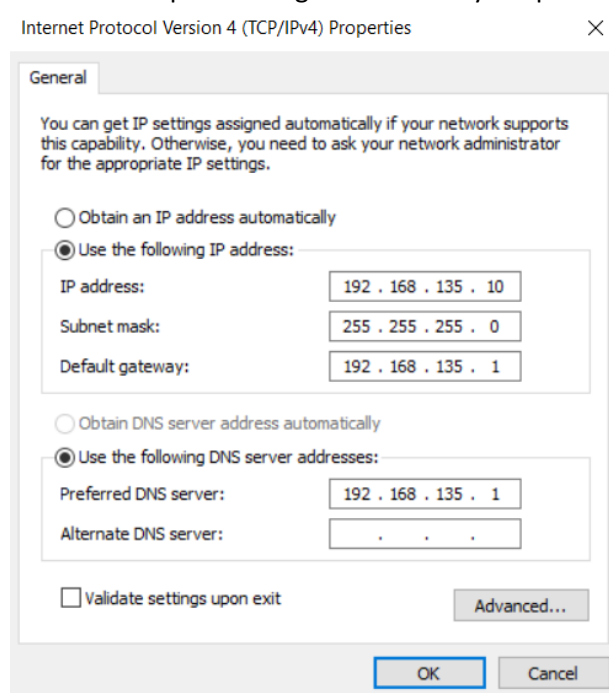 Internet Protocol Version 4 (TCP/IPv4) Properties
General
You can get IP settings assigned automatically if your network supports
this capability. Otherwise, you need to ask your network administrator
for the appropriate IP settings.
Obtain an IP address automatically
Use the following IP address:
IP address: 192 . 168 . 135 . 10
Subnet mask: 255 . 255 . 255 . 0
Default gateway: 192 . 168 . 135 . 1
Obtain DNS server address automatically
Use the following DNS server addresses:
Preferred DNS server: 192 . 168 . 135 . 1
Alternate DNS server: . . .
Validate settings upon exit
Advanced...
OK Cancel